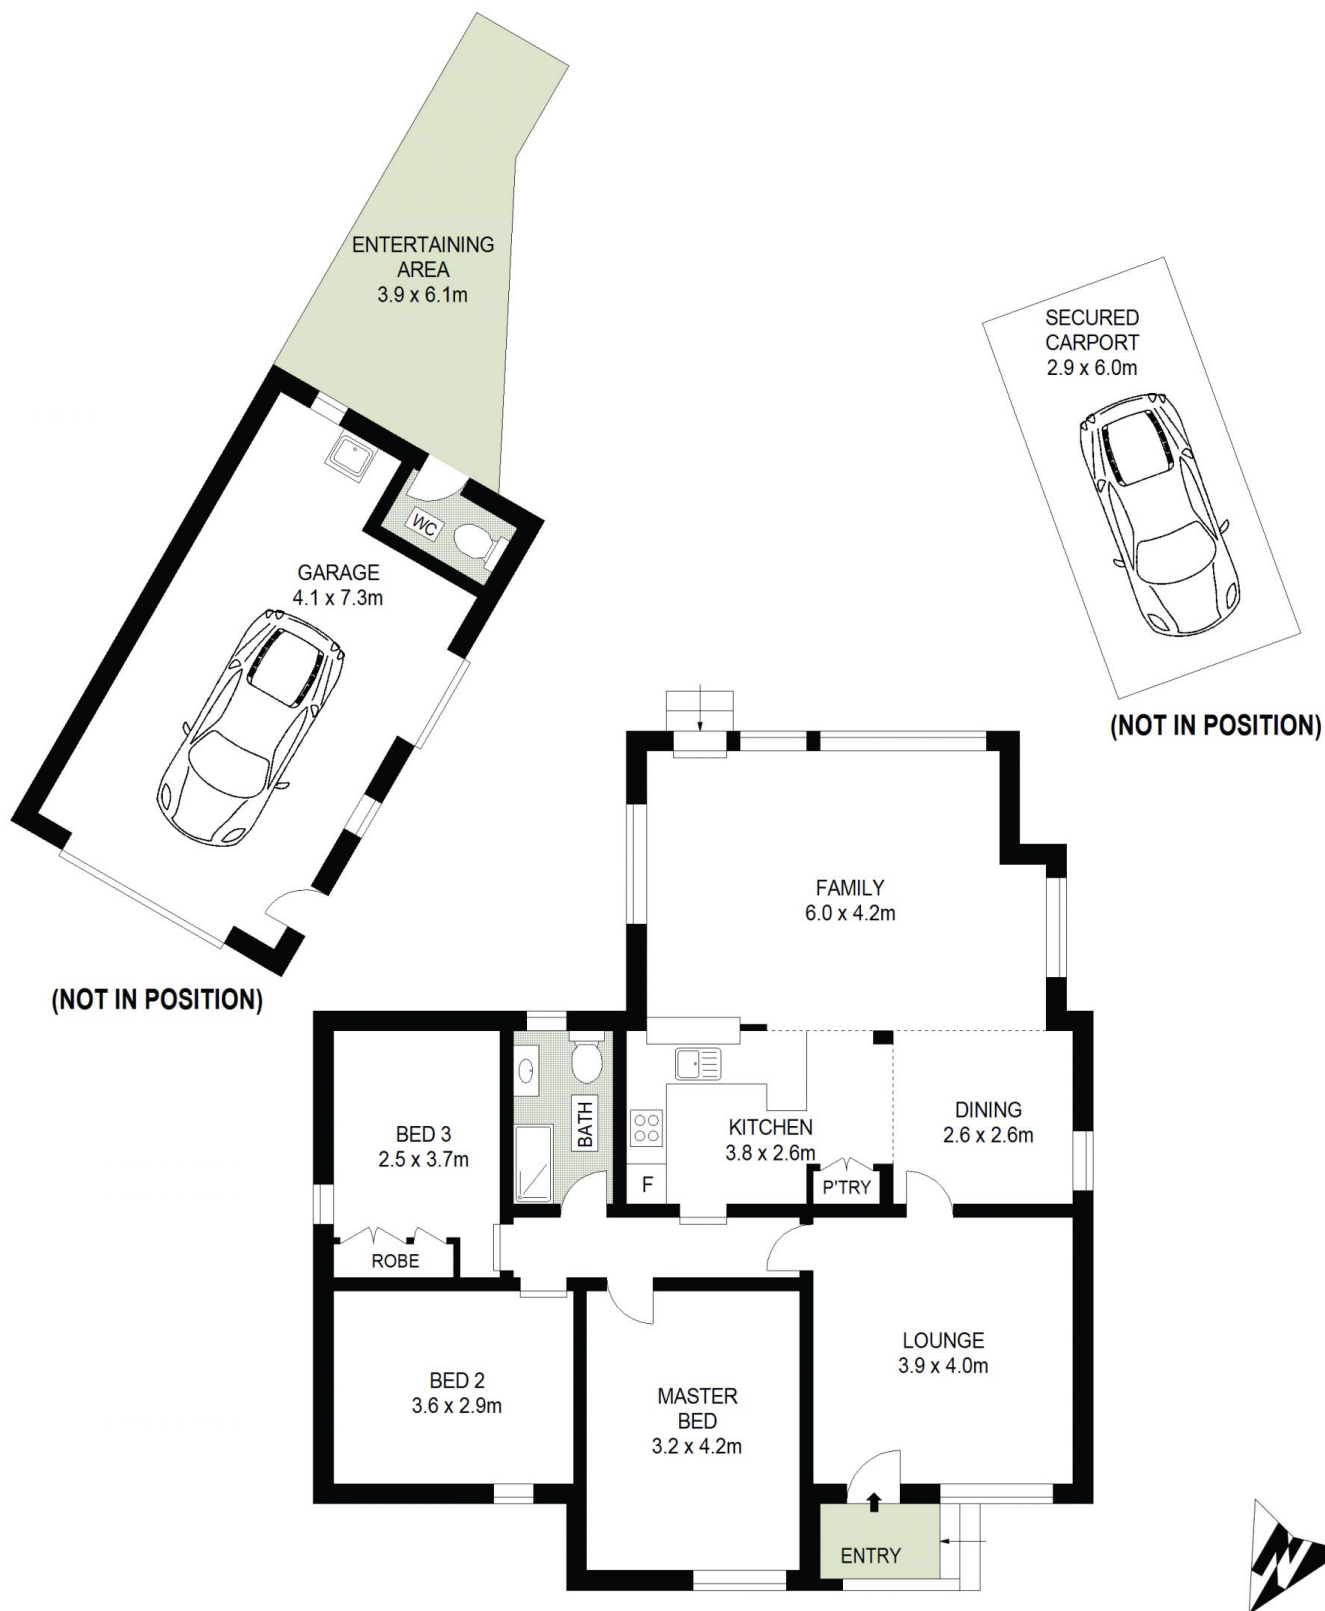 ENTERTAINING
AREA
3.9 x 6.1m
SECURED
CARPORT
2.9 x 6.0m
WC
GARAGE
4.1 x 7.3m
(NOT IN POSITION)
(NOT IN POSITION)
FAMILY
6.0 x 4.2m
BED 3
2.5 x 3.7m
BATH
KITCHEN
3.8 x 2.6m
DINING
2.6 x 2.6m
F
P'TRY
ROBE
LOUNGE
3.9 x 4.0m
BED 2
3.6 x 2.9m
MASTER
BED
3.2 x 4.2m
ENTRY
N